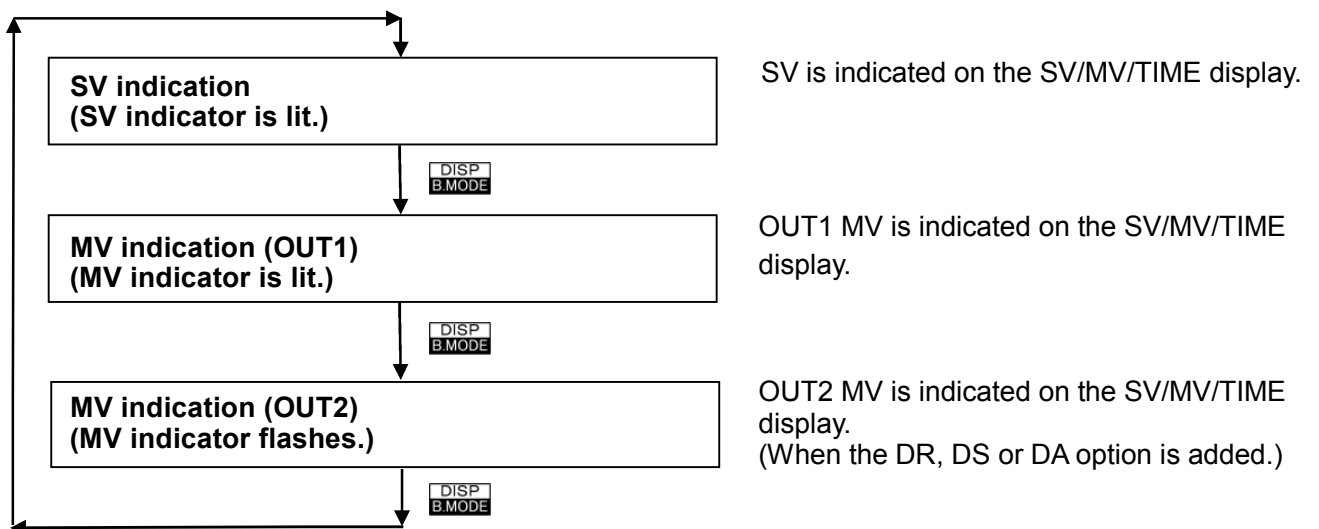 SV indication
(SV indicator is lit.)
SV is indicated on the SV/MV/TIME display.
DISP
B.MODE
MV indication (OUT1)
(MV indicator is lit.)
OUT1 MV is indicated on the SV/MV/TIME
display.
DISP
B.MODE
MV indication (OUT2)
(MV indicator flashes.)
OUT2 MV is indicated on the SV/MV/TIME
display.
(When the DR, DS or DA option is added.)
DISP
B.MODE